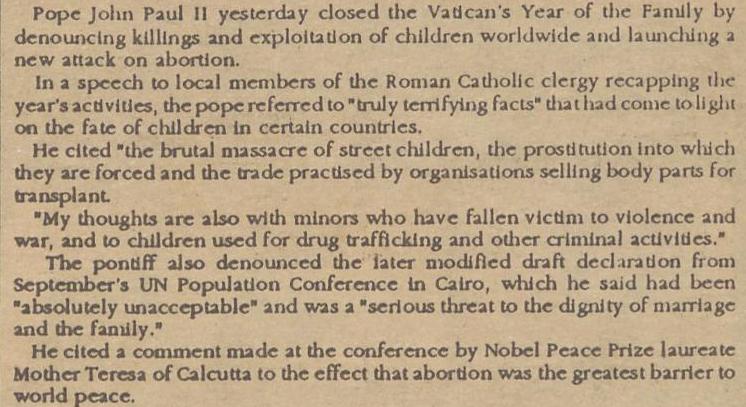 Pope John Paul II yesterday closed the Vatican's Year of the Family by
denouncing killings and exploitation of children worldwide and launching a
new attack on abortion.
In a speech to local members of the Roman Catholic clergy recapping the
year's activities, the pope referred to "truly terrifying facts" that had come to light
on the fate of children in certain countries.
He cited "the brutal massacre of street children, the prostitution into which
they are forced and the trade practised by organisations selling body parts for
transplant.
"My thoughts are also with minors who have fallen victim to violence and
war, and to children used for drug trafficking and other criminal activities."
The pontiff also denounced the later modified draft declaration from
September's UN Population Conference in Cairo, which he said had been
"absolutely unacceptable" and was a "serious threat to the dignity of marriage
and the family."
He cited a comment made at the conference by Nobel Peace Prize laureate
Mother Teresa of Calcutta to the effect that abortion was the greatest barrier to
world peace.